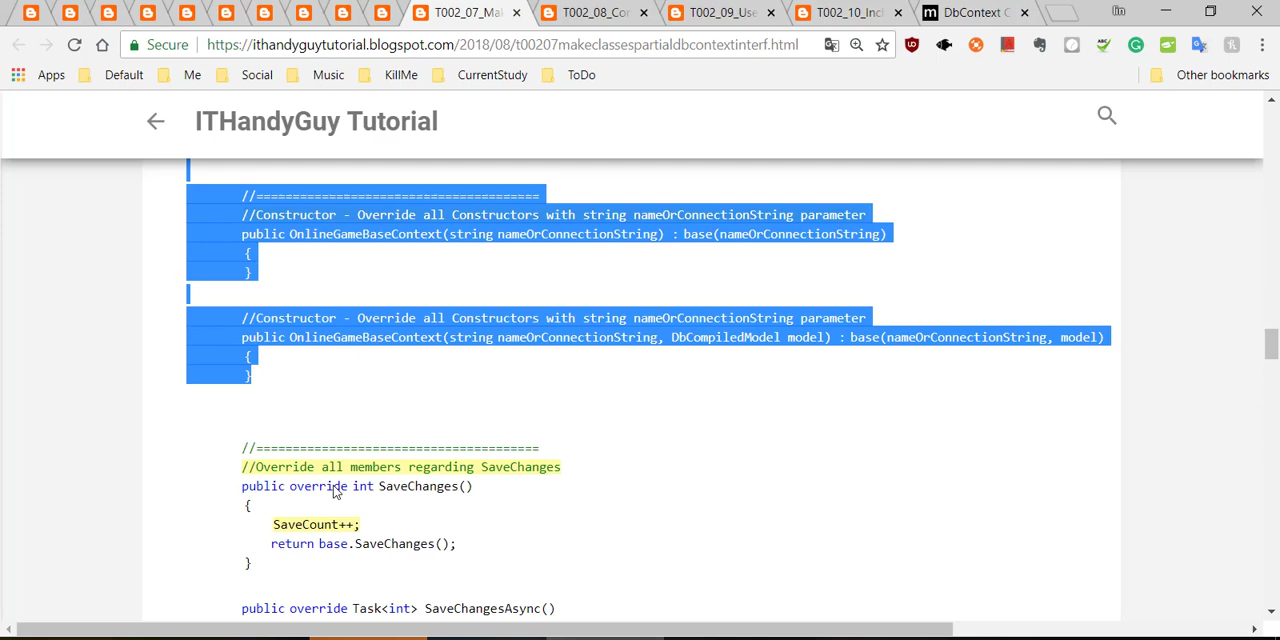 T002_07_Ma
T002_08_Co
T002_09_Use
T002_10_Incl
DbContext C
Secure
https://ithandyguytutorial.blogspot.com/2018/08/t00207makeclassespartialdbcontextinterf.html
Apps
Default
Me
Social
Music
KillMe
CurrentStudy
ToDo
Other bookmarks
ITHandyGuy Tutorial
//=======================================
//Constructor - Override all Constructors with string nameOrConnectionString parameter
public OnlineGameBaseContext(string nameOrConnectionString) : base(nameOrConnectionString)
{
}
//Constructor - Override all Constructors with string nameOrConnectionString parameter
public OnlineGameBaseContext(string nameOrConnectionString, DbCompiledModel model) : base(nameOrConnectionString, model)
{
}
//=======================================
//Override all members regarding SaveChanges
public override int SaveChanges()
{
SaveCount++;
return base.SaveChanges();
}
public override Task<int> SaveChangesAsync()